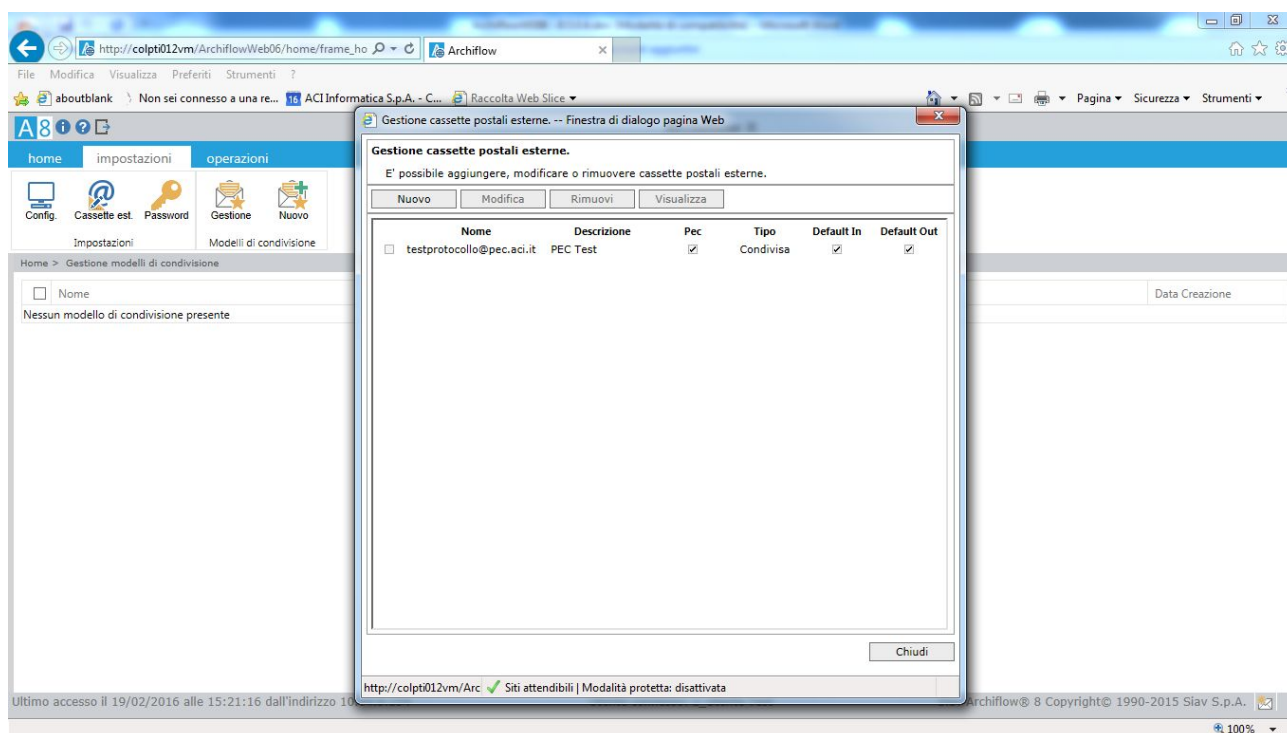 http://colpti012vm/ArchiflowWeb06/home/frame_ho
Archiflow
File Modifica Visualizza Preferiti Strumenti ?
aboutblank
Non sei connesso a una re...
16 ACI Informatica S.p.A. - C...
Raccolta Web Slice
Pagina Sicurezza Strumenti
A8
home impostazioni operazioni
Config. Cassette est. Password Gestione Nuovo
Impostazioni Modelli di condivisione
Home > Gestione modelli di condivisione
Nome Data Creazione
Nessun modello di condivisione presente
Gestione cassette postali esterne. -- Finestra di dialogo pagina Web
Gestione cassette postali esterne.
E' possibile aggiungere, modificare o rimuovere cassette postali esterne.
Nuovo Modifica Rimuovi Visualizza
Nome Descrizione Pec Tipo Default In Default Out
testprotocollo@pec.aci.it PEC Test Condivisa
Chiudi
http://colpti012vm/Arc Siti attendibili | Modalità protetta: disattivata
Ultimo accesso il 19/02/2016 alle 15:21:16 dall'indirizzo
Archiflow® 8 Copyright© 1990-2015 Siav S.p.A.
100%